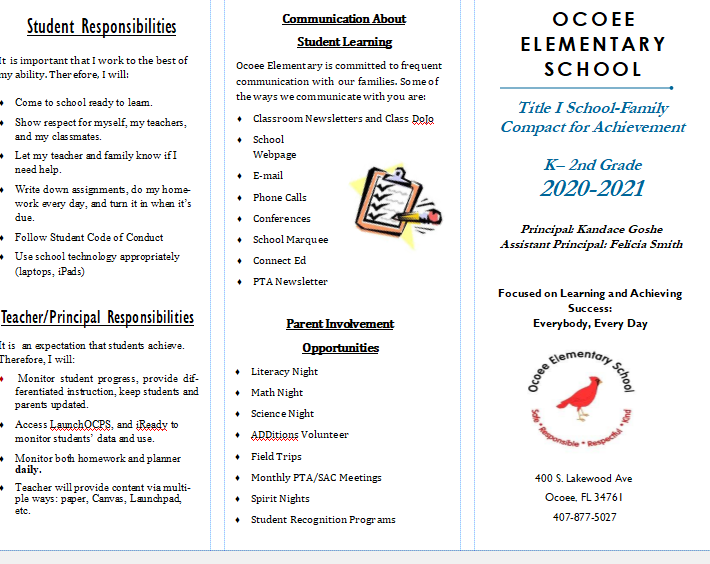 Student Responsibilities
It is important that I work to the best of
my ability. Therefore, I will:
♦ Come to school ready to learn.
♦ Show respect for myself, my teachers,
and my classmates.
♦ Let my teacher and family know if I
need help.
♦ Write down assignments, do my home-
work every day, and turn it in when it's
due.
♦ Follow Student Code of Conduct
♦ Use school technology appropriately
(laptops, iPads)
Teacher/Principal Responsibilities
It is an expectation that students achieve.
Therefore, I will:
♦ Monitor student progress, provide dif-
ferentiated instruction, keep students and
parents updated.
♦ Access LaunchOCPS, and iReady to
monitor students' data and use.
♦ Monitor both homework and planner
daily.
♦ Teacher will provide content via multi-
ple ways: paper, Canvas, Launchpad,
etc.
Communication About
Student Learning
Ocoee Elementary is committed to frequent
communication with our families. Some of
the ways we communicate with you are:
♦ Classroom Newsletters and Class DoJo
♦ School
Webpage
♦ E-mail
♦ Phone Calls
♦ Conferences
♦ School Marquee
♦ Connect Ed
♦ PTA Newsletter
Parent Involvement
Opportunities
♦ Literacy Night
♦ Math Night
♦ Science Night
♦ ADDitions Volunteer
♦ Field Trips
♦ Monthly PTA/SAC Meetings
♦ Spirit Nights
♦ Student Recognition Programs
OCOEE
ELEMENTARY
SCHOOL
Title I School-Family
Compact for Achievement
K– 2nd Grade
2020-2021
Principal: Kandace Goshe
Assistant Principal: Felicia Smith
Focused on Learning and Achieving
Success:
Everybody, Every Day
Ocoee Elementary School
Safe * Responsible * Respectful * Kind
400 S. Lakewood Ave
Ocoee, FL 34761
407-877-5027